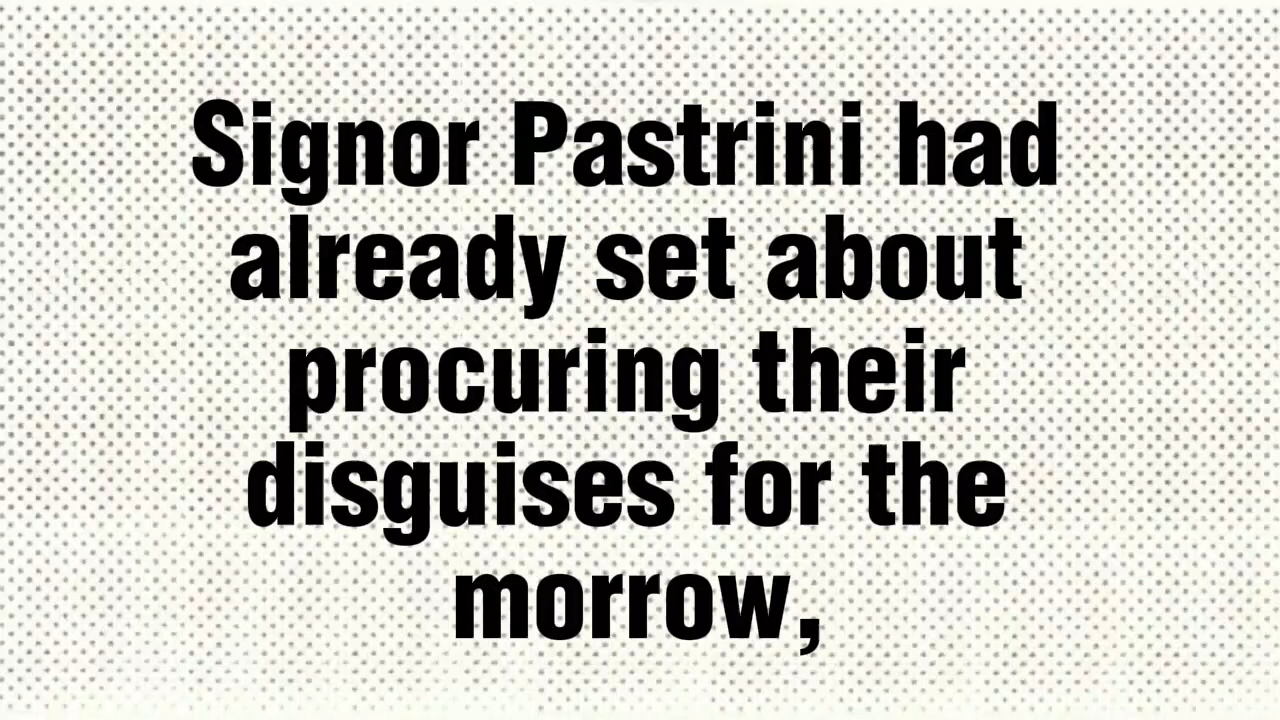 Signor Pastrini had
already set about
procuring their
disguises for the
morrow,